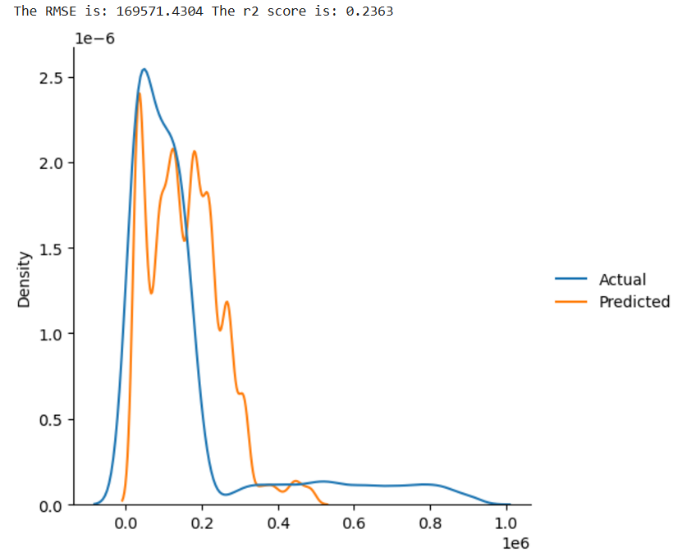 The RMSE is: 169571.4304 The r2 score is: 0.2363
1e−6
2.5
2.0
1.5
1.0
0.5
0.0
Density
0.0 0.2 0.4 0.6 0.8 1.0
1e6
Actual
Predicted